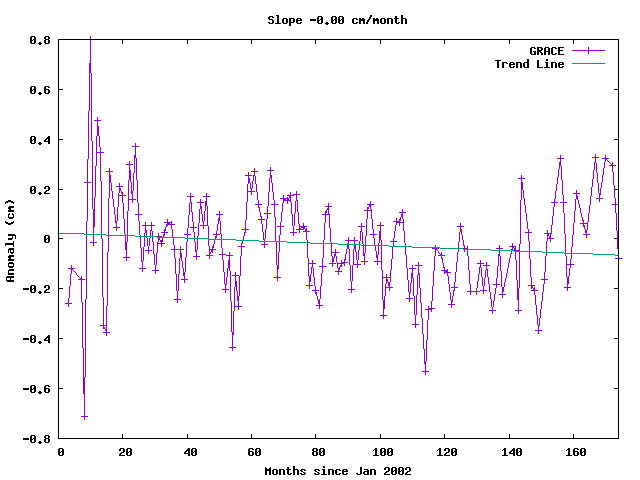 Slope -0.00 cm/month
GRACE
Trend Line
Anomaly (cm)
0.8
0.6
0.4
0.2
0
-0.2
-0.4
-0.6
-0.8
0 20 40 60 80 100 120 140 160
Months since Jan 2002